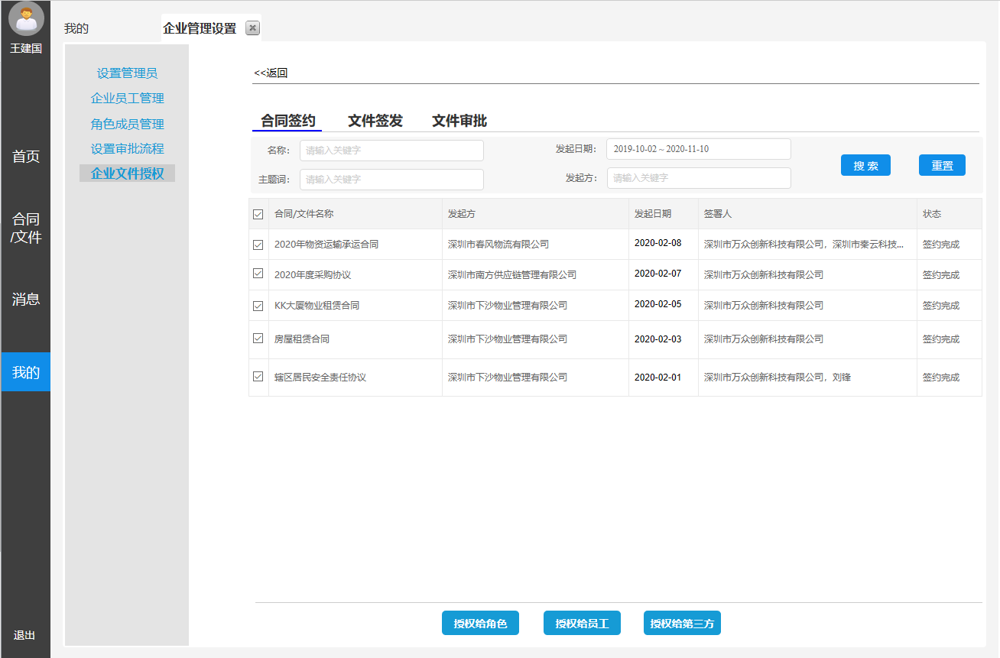 王建国
首页
合同
/文件
消息
我的
退出
我的
企业管理设置
设置管理员
企业员工管理
角色成员管理
设置审批流程
企业文件授权
<<返回
合同签约 文件签发 文件审批
名称： 请输入关键字 发起日期： 2019-10-02 ~ 2020-11-10
主题词： 请输入关键字 发起方： 请输入关键字
搜 索 重置
合同/文件名称 发起方 发起日期 签署人 状态
2020年物资运输承运合同 深圳市春风物流有限公司 2020-02-08 深圳市万众创新科技有限公司，深圳市秦云科技... 签约完成
2020年度采购协议 深圳市南方供应链管理有限公司 2020-02-07 深圳市万众创新科技有限公司 签约完成
KK大厦物业租赁合同 深圳市下沙物业管理有限公司 2020-02-05 深圳市万众创新科技有限公司 签约完成
房屋租赁合同 深圳市下沙物业管理有限公司 2020-02-03 深圳市万众创新科技有限公司 签约完成
辖区居民安全责任协议 深圳市下沙物业管理有限公司 2020-02-01 深圳市万众创新科技有限公司，刘锋 签约完成
授权给角色 授权给员工 授权给第三方